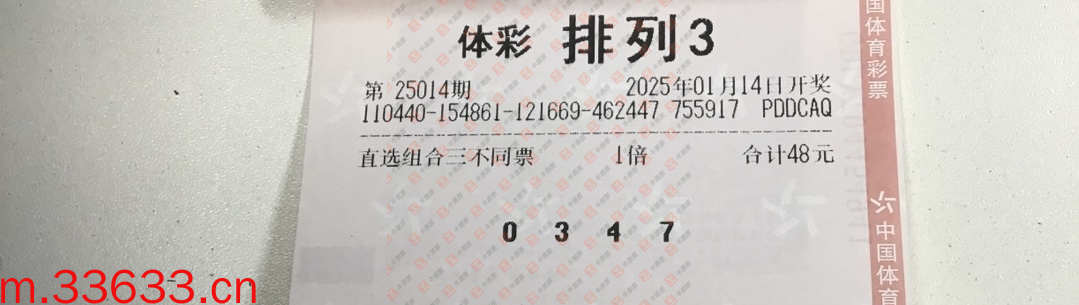 体彩 排列3
第 25014期 2025年01月14日开奖
110440-154861-121669-462447 755917 PDDCAQ
直选组合三不同票 1倍 合计48元
0 3 4 7
国体育彩票
中国体育
m.33633.cn